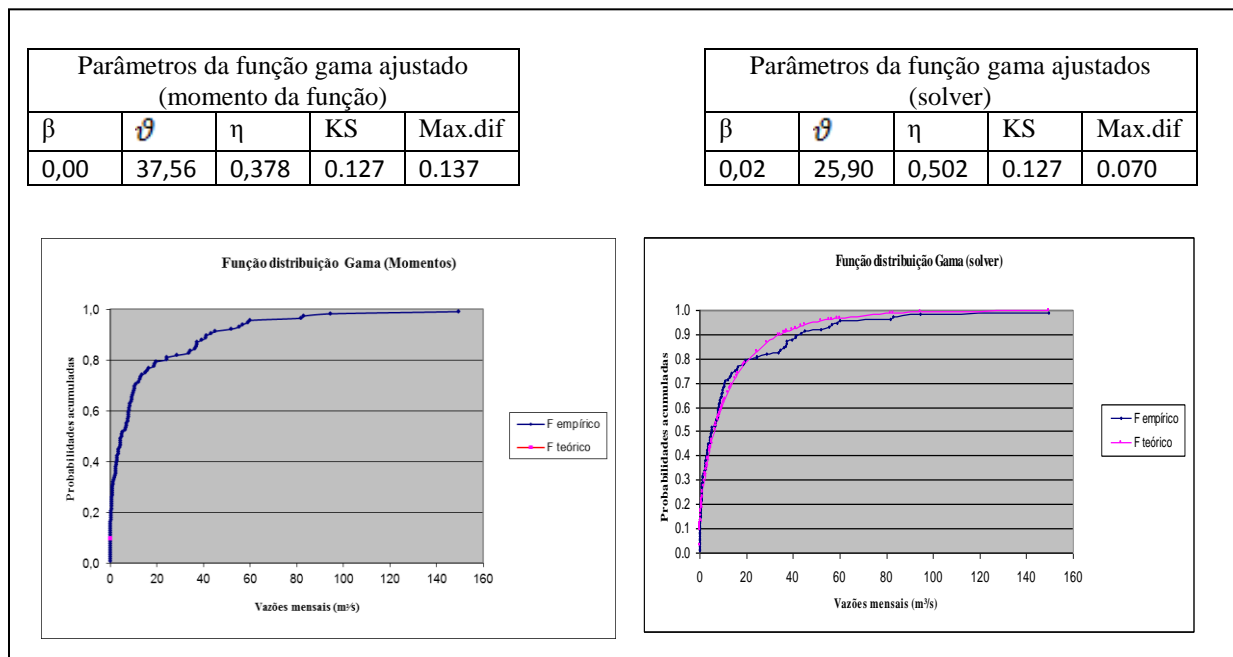 Parâmetros da função gama ajustado
(momento da função)
β ϑ η KS Max.dif
0,00 37,56 0,378 0.127 0.137
Parâmetros da função gama ajustados
(solver)
β ϑ η KS Max.dif
0,02 25,90 0,502 0.127 0.070
Função distribuição Gama (Momentos)
Probabilidades acumuladas
1,0
0,8
0,6
0,4
0,2
0,0
0 20 40 60 80 100 120 140 160
Vazões mensais (m³/s)
F empírico
F teórico
Função distribuição Gama (solver)
Probabilidades acumuladas
1.0
0.9
0.8
0.7
0.6
0.5
0.4
0.3
0.2
0.1
0.0
0 20 40 60 80 100 120 140 160
Vazões mensais (m³/s)
F empírico
F teórico